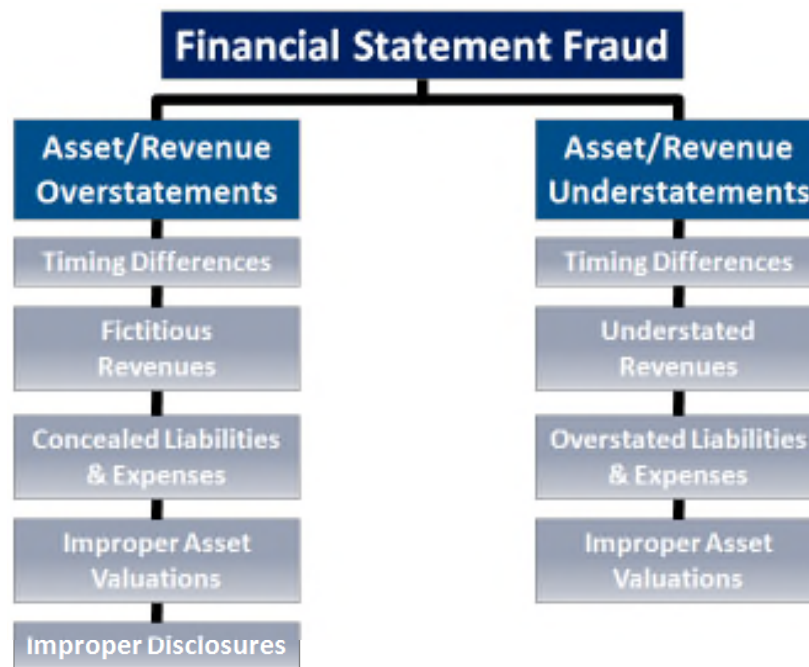 Financial Statement Fraud
Asset/Revenue
Overstatements
Timing Differences
Fictitious
Revenues
Concealed Liabilities
& Expenses
Improper Asset
Valuations
Improper Disclosures
Asset/Revenue
Understatements
Timing Differences
Understated
Revenues
Overstated Liabilities
& Expenses
Improper Asset
Valuations